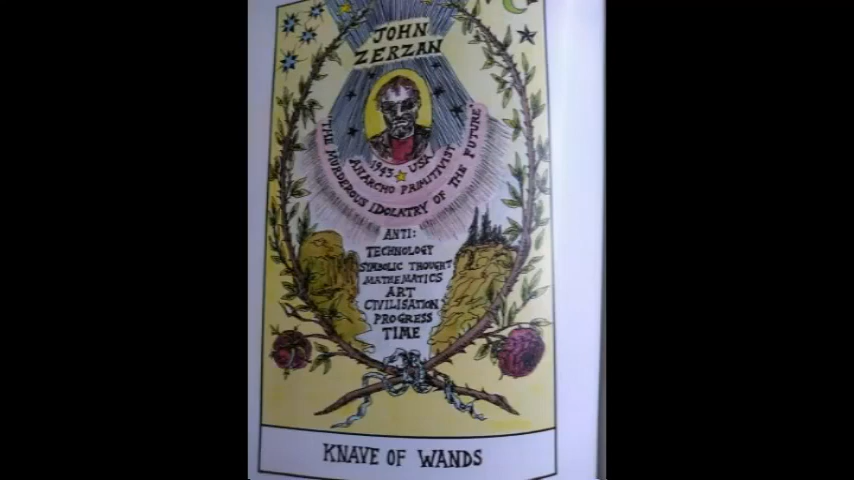 JOHN
ZERZAN
1943 USA
ANARCHO PRIMITIVIST
'THE MURDEROUS IDOLATRY OF THE FUTURE'
ANTI:
TECHNOLOGY
SYMBOLIC THOUGHT
MATHEMATICS
ART
CIVILISATION
PROGRESS
TIME
KNAVE OF WANDS